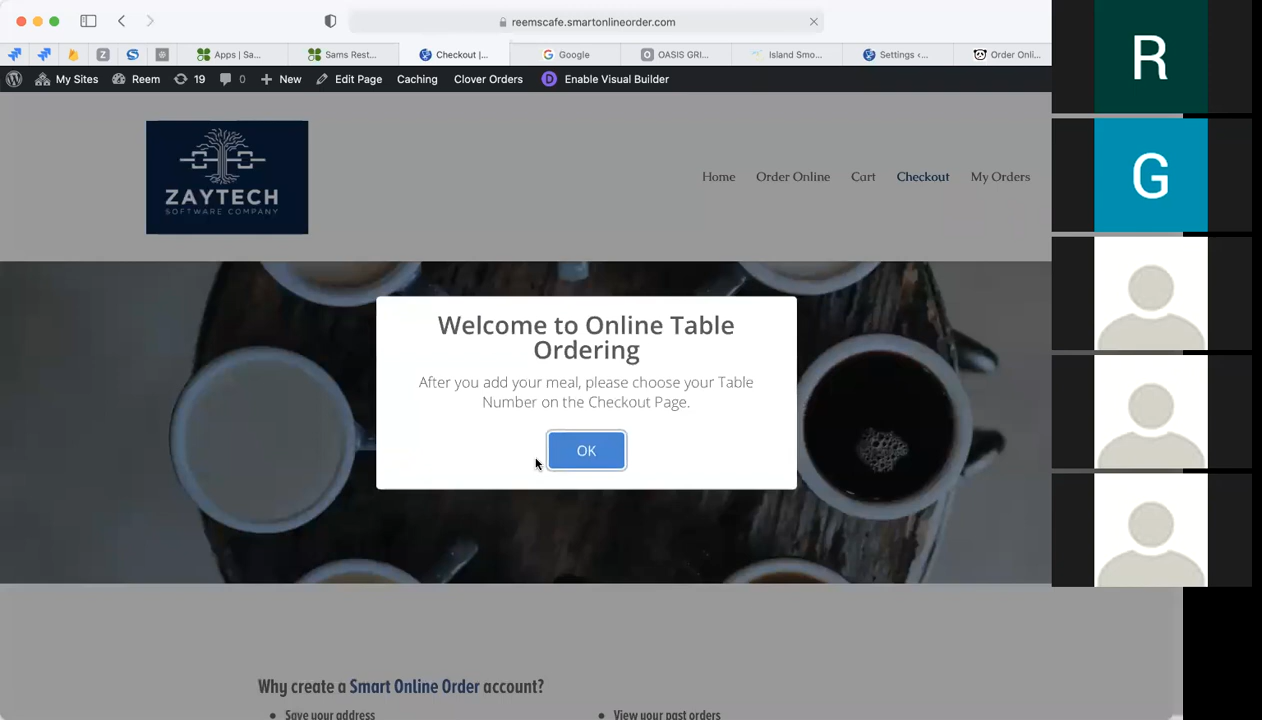 reemscafe.smartonlineorder.com
Apps | Sa...
Sams Rest...
Checkout |...
Google
OASIS GRI...
Island Smo...
Settings ‹...
Order Onli...
My Sites
Reem
19
0
New
Edit Page
Caching
Clover Orders
Enable Visual Builder
ZAYTECH
SOFTWARE COMPANY
Home
Order Online
Cart
Checkout
My Orders
Welcome to Online Table
Ordering
After you add your meal, please choose your Table
Number on the Checkout Page.
OK
Why create a Smart Online Order account?
Save your address
View your past orders
R
G